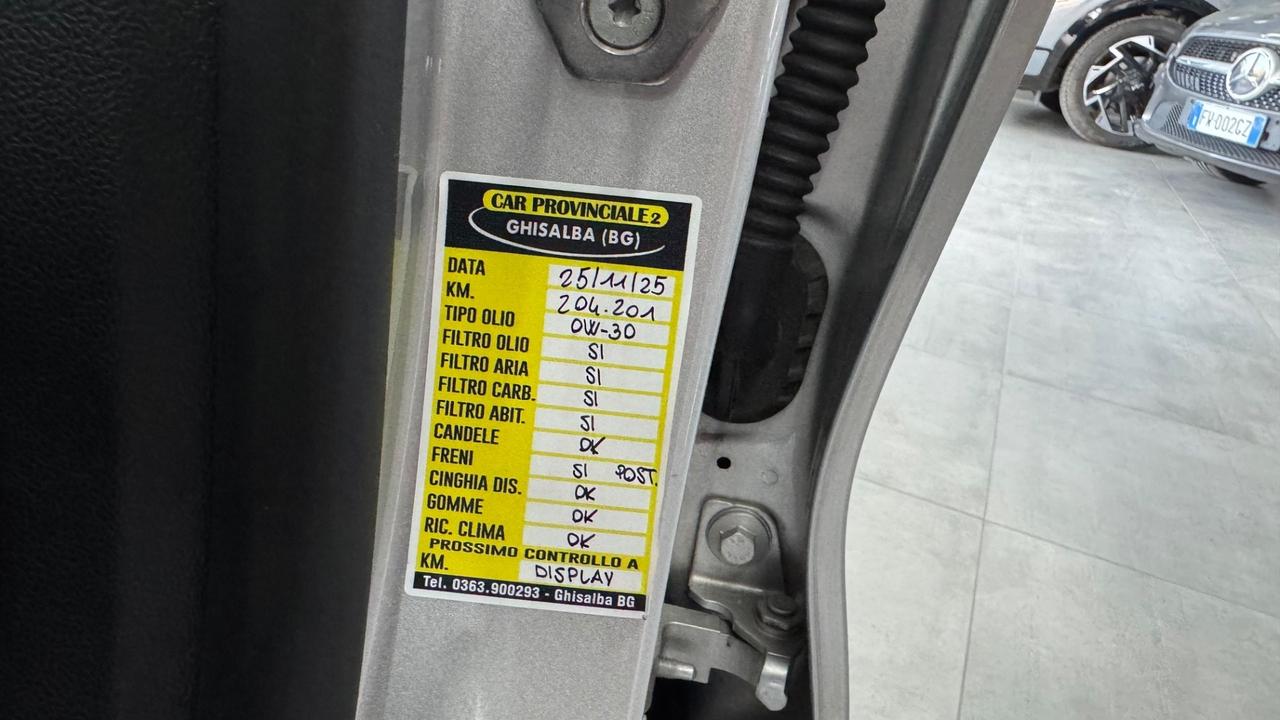 CAR PROVINCIALE 2
GHISALBA (BG)
DATA 25/11/25
KM. 204.201
TIPO OLIO 0W-30
FILTRO OLIO SI
FILTRO ARIA SI
FILTRO CARB. SI
FILTRO ABIT. SI
CANDELE OK
FRENI SI POST.
CINGHIA DIS. OK
GOMME OK
RIC. CLIMA OK
PROSSIMO CONTROLLO A
KM. DISPLAY
Tel. 0363.900293 - Ghisalba BG
FW·002GZ